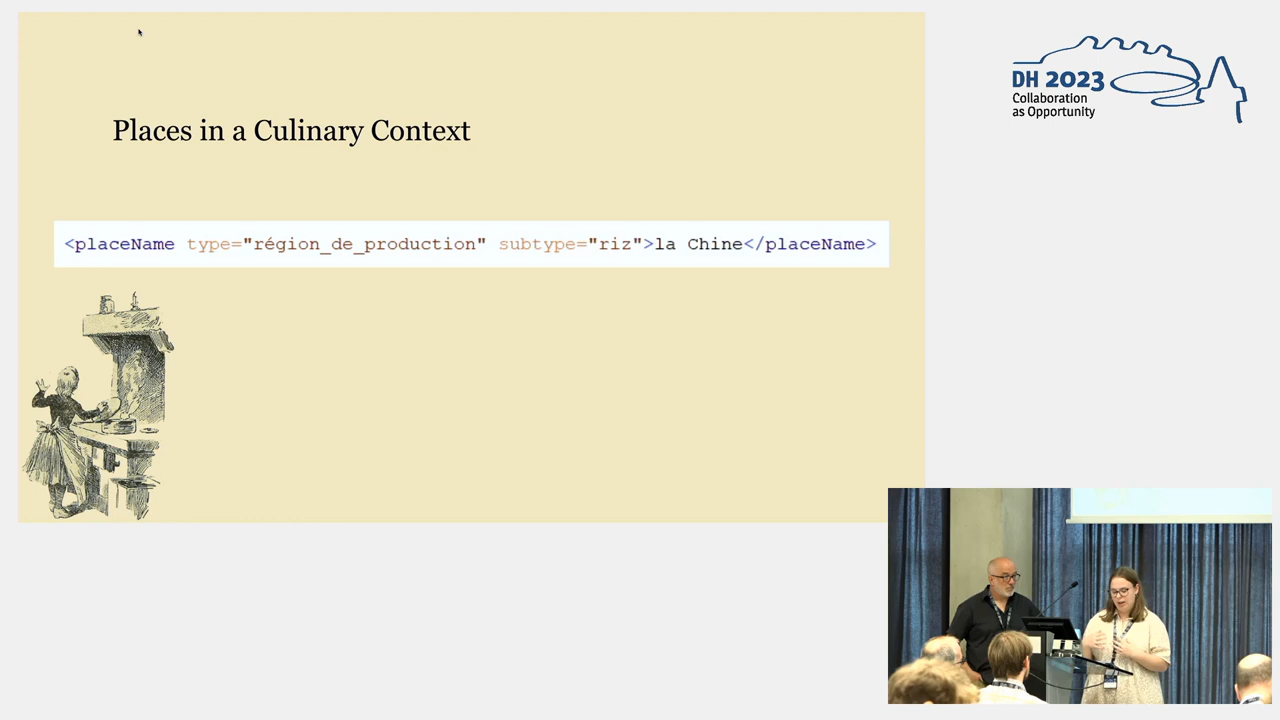 Places in a Culinary Context
<placeName type="région_de_production" subtype="riz">la Chine</placeName>
DH 2023
Collaboration
as Opportunity